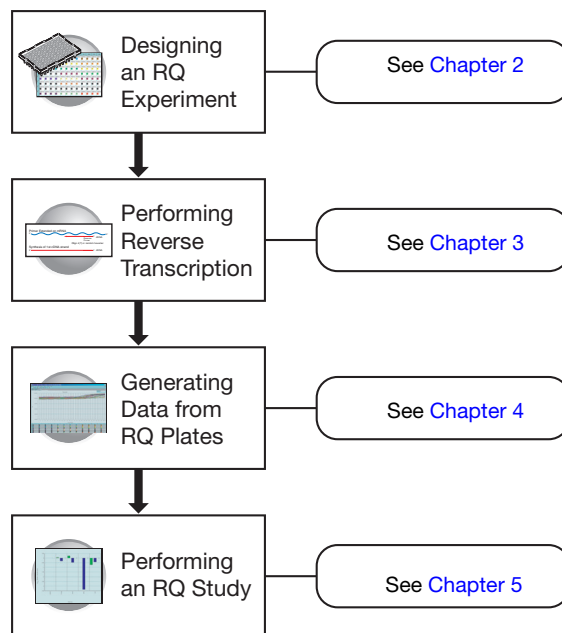 Designing
an RQ
Experiment
See Chapter 2
Performing
Reverse
Transcription
See Chapter 3
Generating
Data from
RQ Plates
See Chapter 4
Performing
an RQ Study
See Chapter 5